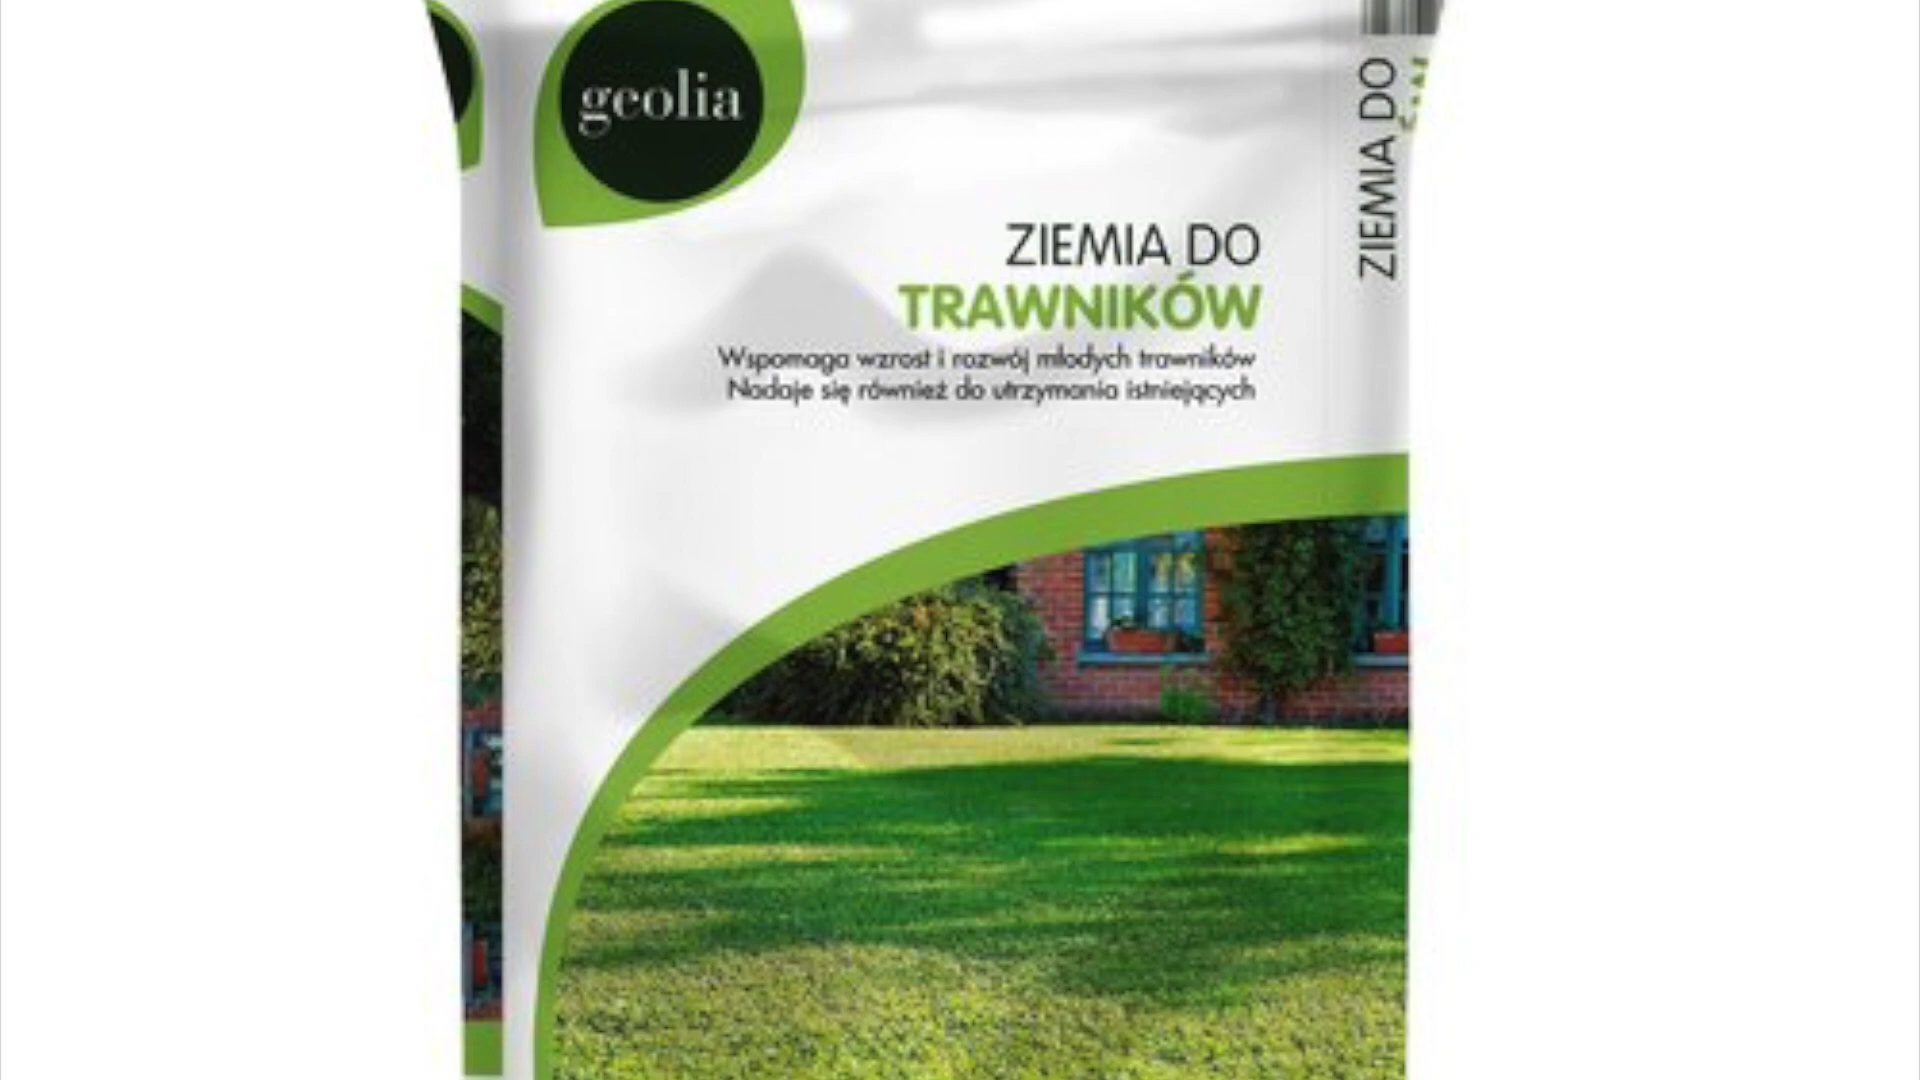 geolia
ZIEMIA DO
TRAWNIKÓW
Wspomaga wzrost i rozwój młodych trawników
Nadaje się również do utrzymania istniejących
ZIEMIA DO